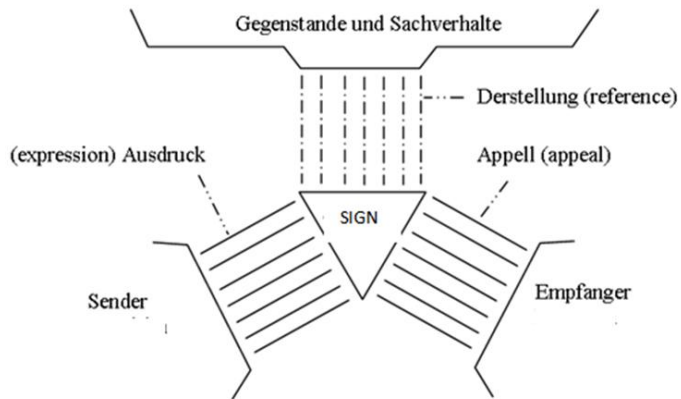 Gegenstande und Sachverhalte
Derstellung (reference)
(expression) Ausdruck
Appell (appeal)
SIGN
Sender
Empfanger